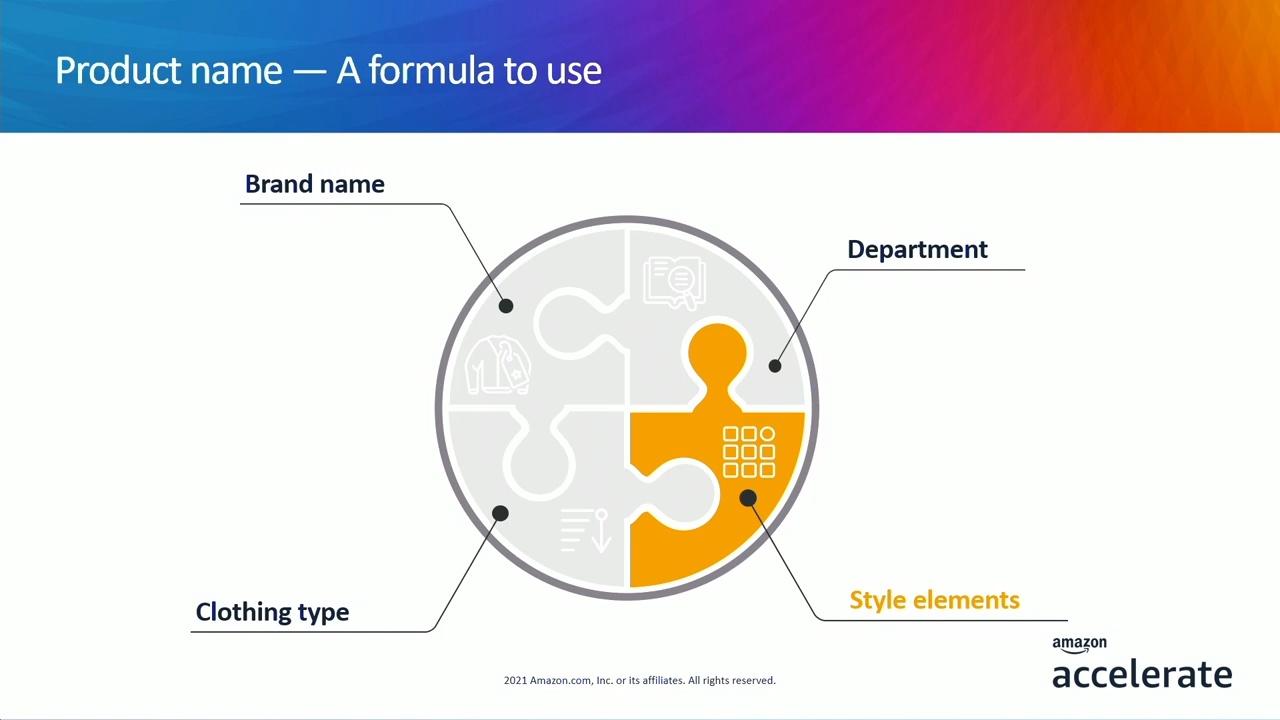 Product name — A formula to use
Brand name
Department
Clothing type
Style elements
amazon
accelerate
2021 Amazon.com, Inc. or its affiliates. All rights reserved.